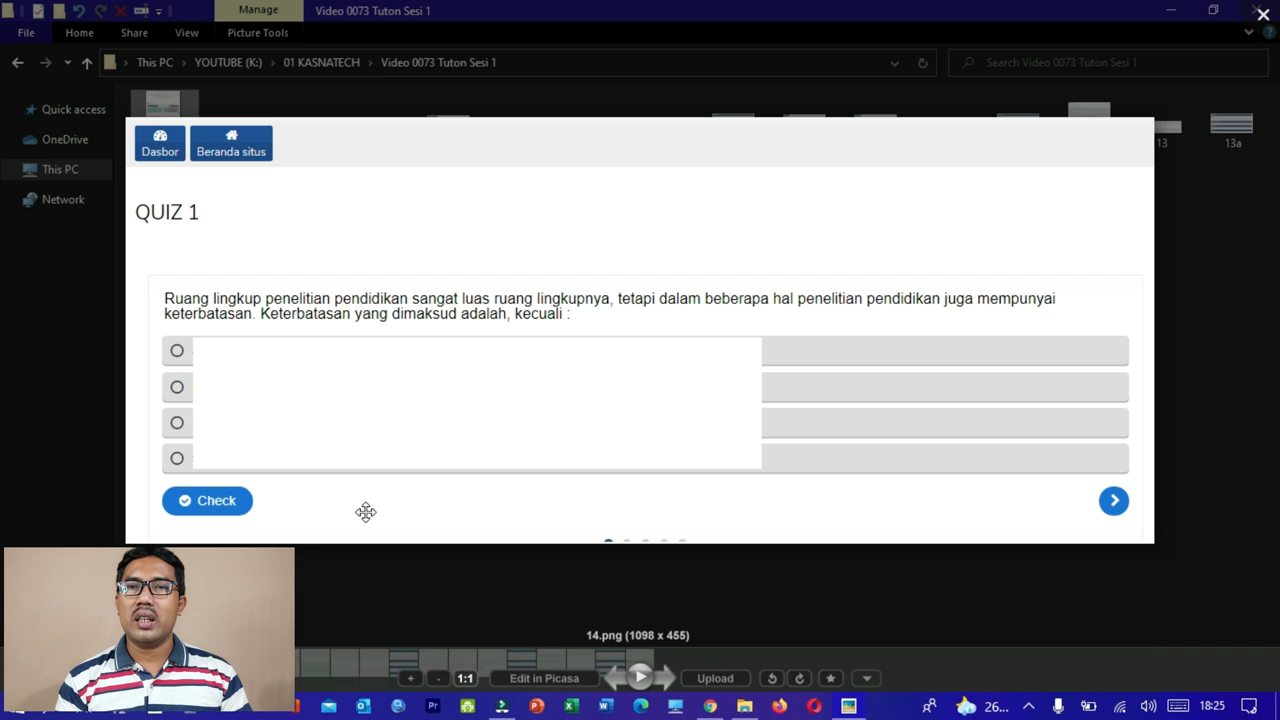 Manage
Video 0073 Tuton Sesi 1
File
Home
Share
View
Picture Tools
This PC
YOUTUBE (K:)
01 KASNATECH
Video 0073 Tuton Sesi 1
Search Video 0073 Tuton Sesi 1
Quick access
OneDrive
This PC
Network
13
13a
Dasbor
Beranda situs
QUIZ 1
Ruang lingkup penelitian pendidikan sangat luas ruang lingkupnya, tetapi dalam beberapa hal penelitian pendidikan juga mempunyai
keterbatasan. Keterbatasan yang dimaksud adalah, kecuali :
Check
14.png (1098 x 455)
1:1
Edit in Picasa
Upload
26...
18:25